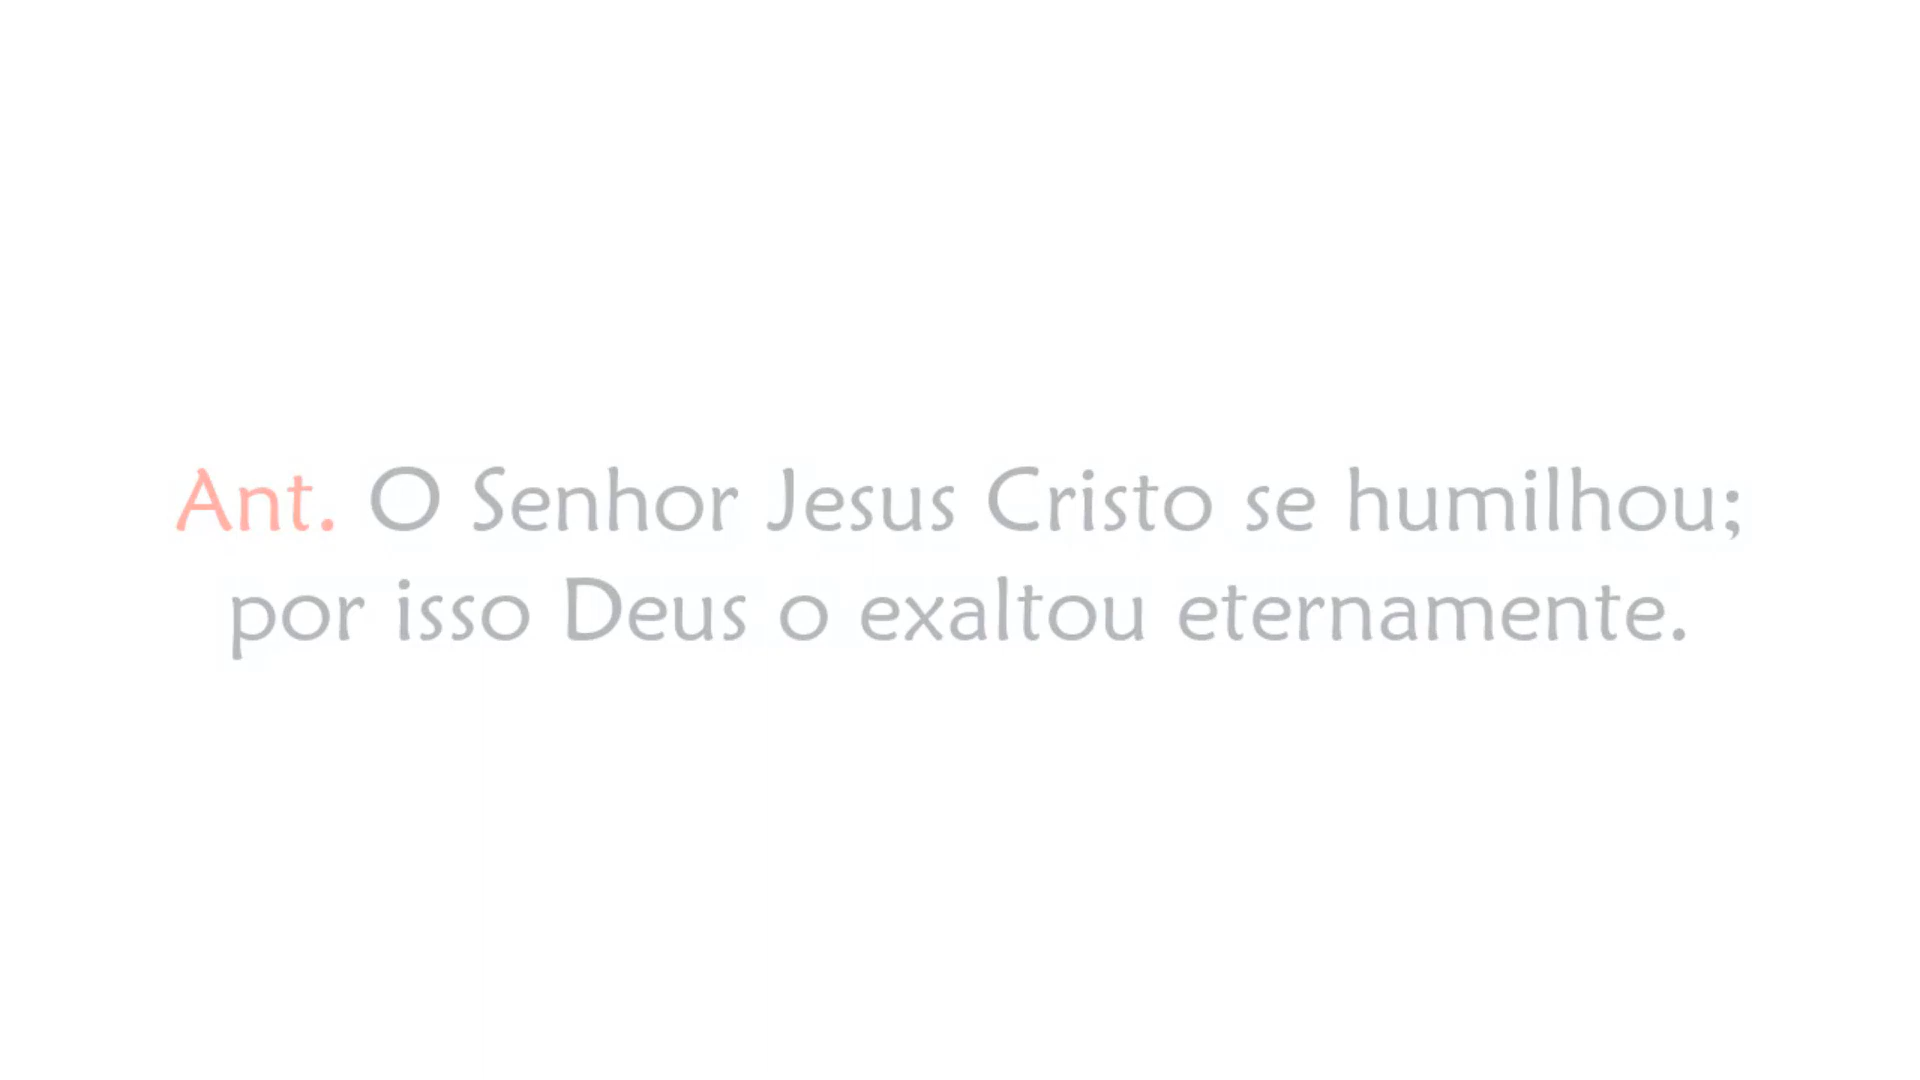 Ant. O Senhor Jesus Cristo se humilhou;
por isso Deus o exaltou eternamente.